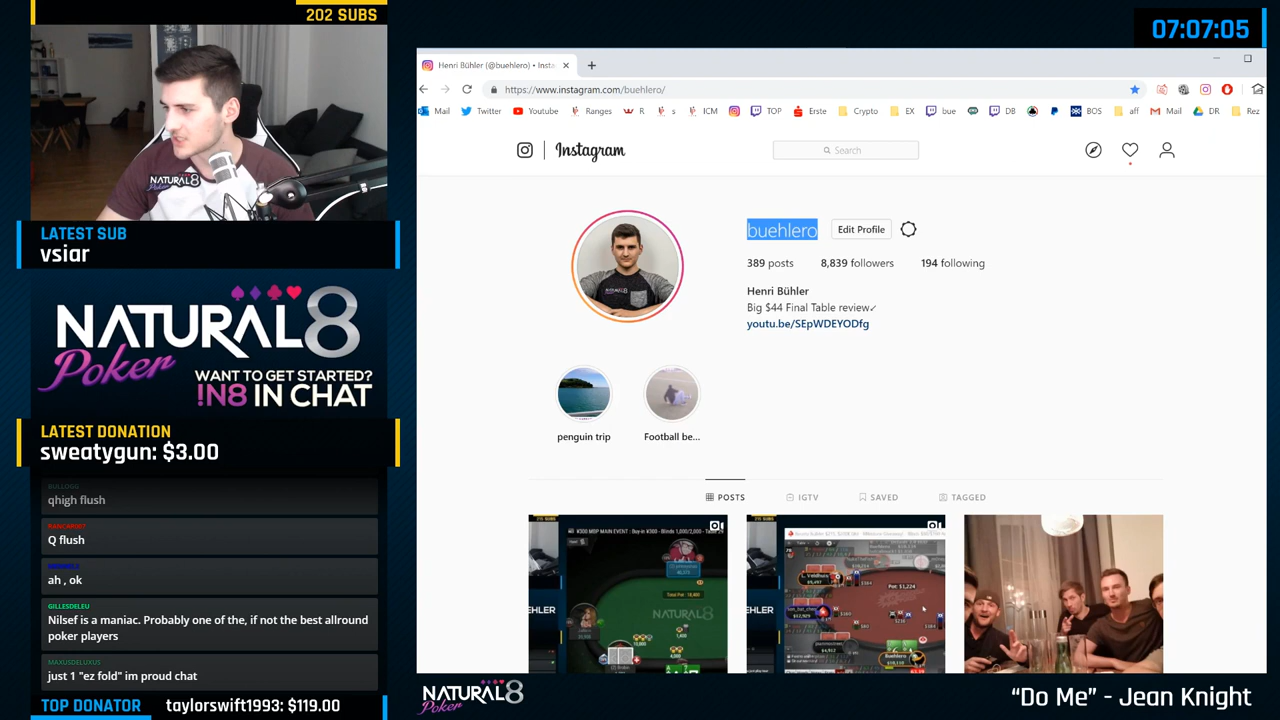 202 SUBS
07:07:05
LATEST SUB
vsiar
NATURAL8
Poker
WANT TO GET STARTED?
!N8 IN CHAT
LATEST DONATION
sweatygun: $3.00
BULLOGG
qhigh flush
Q flush
ah , ok
GILLESDELEU
Nilsef is a maniac. Probably one of the, if not the best allround
poker players
MAXUSDELUXUS
just 1 "ez fold" im proud chat
TOP DONATOR taylorswift1993: $119.00
Henri Bühler (@buehlero) • Insta
https://www.instagram.com/buehlero/
Mail Twitter Youtube Ranges R s ICM TOP Erste Crypto EX bue DB BOS aff Mail DR Rez
Instagram
Search
buehlero Edit Profile
389 posts 8,839 followers 194 following
Henri Bühler
Big $44 Final Table review✓
youtu.be/SEpWDEYODfg
penguin trip Football be...
POSTS IGTV SAVED TAGGED
NATURAL8
Pot: $1,224
NATURAL8
Poker
“Do Me” - Jean Knight